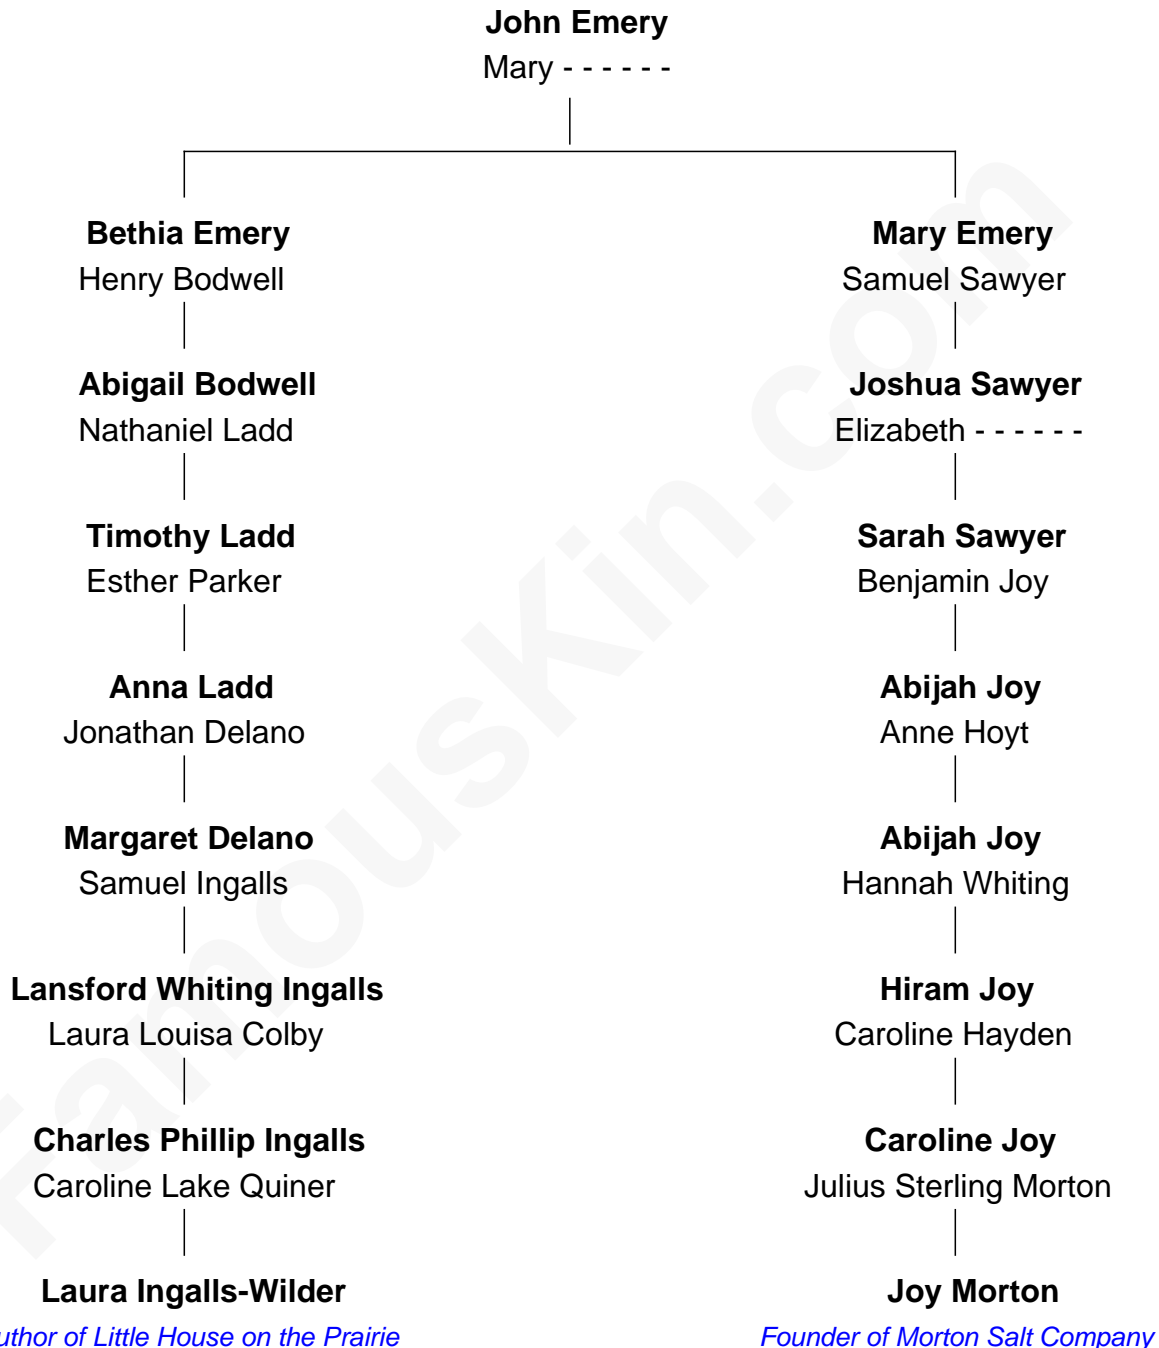 John Emery
Mary - - - - - -
Bethia Emery
Henry Bodwell
Abigail Bodwell
Nathaniel Ladd
Timothy Ladd
Esther Parker
Anna Ladd
Jonathan Delano
Margaret Delano
Samuel Ingalls
Lansford Whiting Ingalls
Laura Louisa Colby
Charles Phillip Ingalls
Caroline Lake Quiner
Laura Ingalls-Wilder
uthor of Little House on the Prairie
Mary Emery
Samuel Sawyer
Joshua Sawyer
Elizabeth - - - - - -
Sarah Sawyer
Benjamin Joy
Abijah Joy
Anne Hoyt
Abijah Joy
Hannah Whiting
Hiram Joy
Caroline Hayden
Caroline Joy
Julius Sterling Morton
Joy Morton
Founder of Morton Salt Company
FamousKin.com